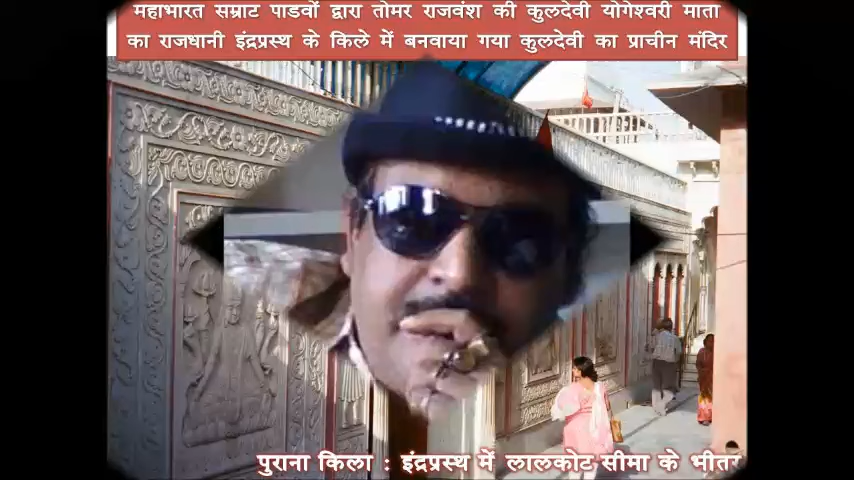 महाभारत सम्राट पाडवों द्वारा तोमर राजवंश की कुलदेवी योगेश्वरी माता
का राजधानी इंद्रप्रस्थ के किले में बनवाया गया कुलदेवी का प्राचीन मंदिर
पुराना किला : इंद्रप्रस्थ में लालकोट सीमा के भीतर